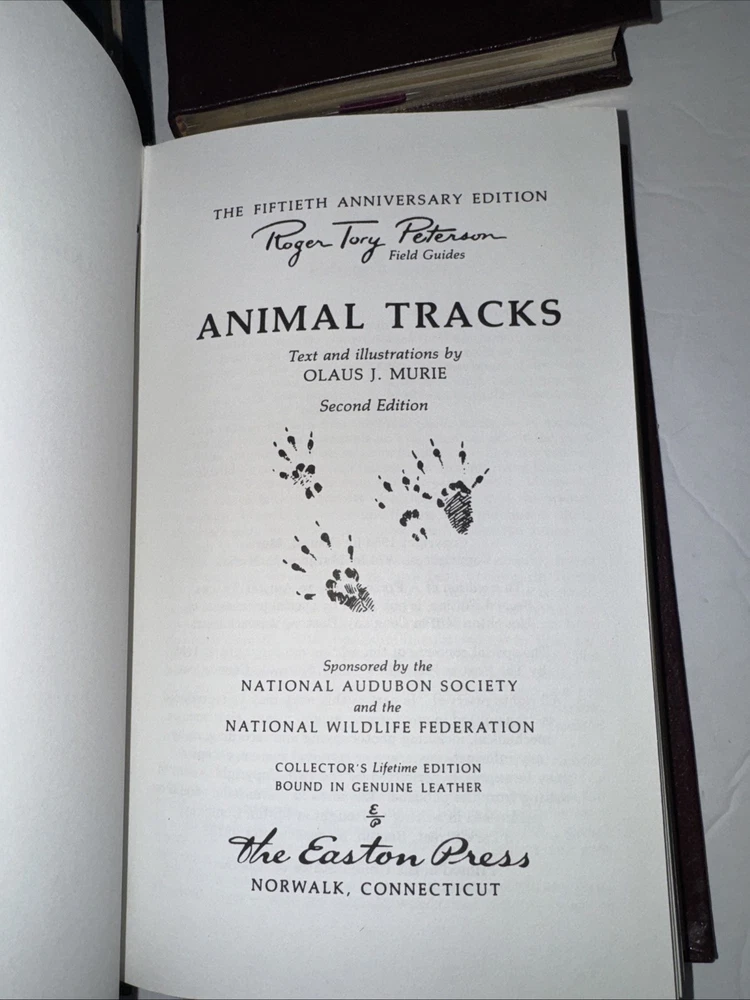 THE FIFTIETH ANNIVERSARY EDITION
Roger Tory Peterson
Field Guides
ANIMAL TRACKS
Text and illustrations by
OLAUS J. MURIE
Second Edition
Sponsored by the
NATIONAL AUDUBON SOCIETY
and the
NATIONAL WILDLIFE FEDERATION
COLLECTOR'S Lifetime EDITION
BOUND IN GENUINE LEATHER
E
P
The Easton Press
NORWALK, CONNECTICUT